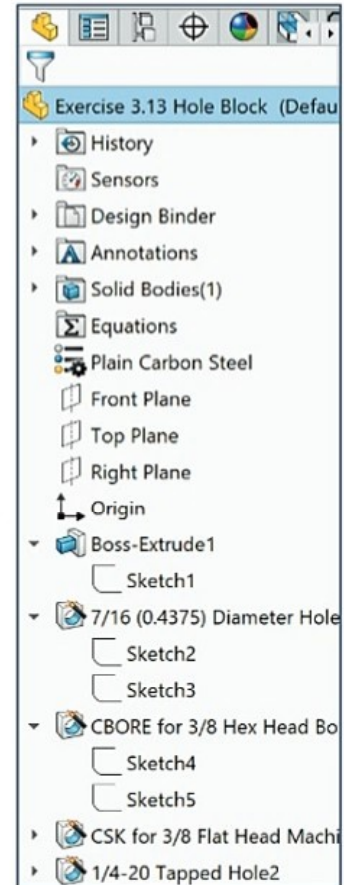 Exercise 3.13 Hole Block (Defau
History
Sensors
Design Binder
Annotations
Solid Bodies(1)
Equations
Plain Carbon Steel
Front Plane
Top Plane
Right Plane
Origin
Boss-Extrude1
Sketch1
7/16 (0.4375) Diameter Hole
Sketch2
Sketch3
CBORE for 3/8 Hex Head Bo
Sketch4
Sketch5
CSK for 3/8 Flat Head Machi
1/4-20 Tapped Hole2